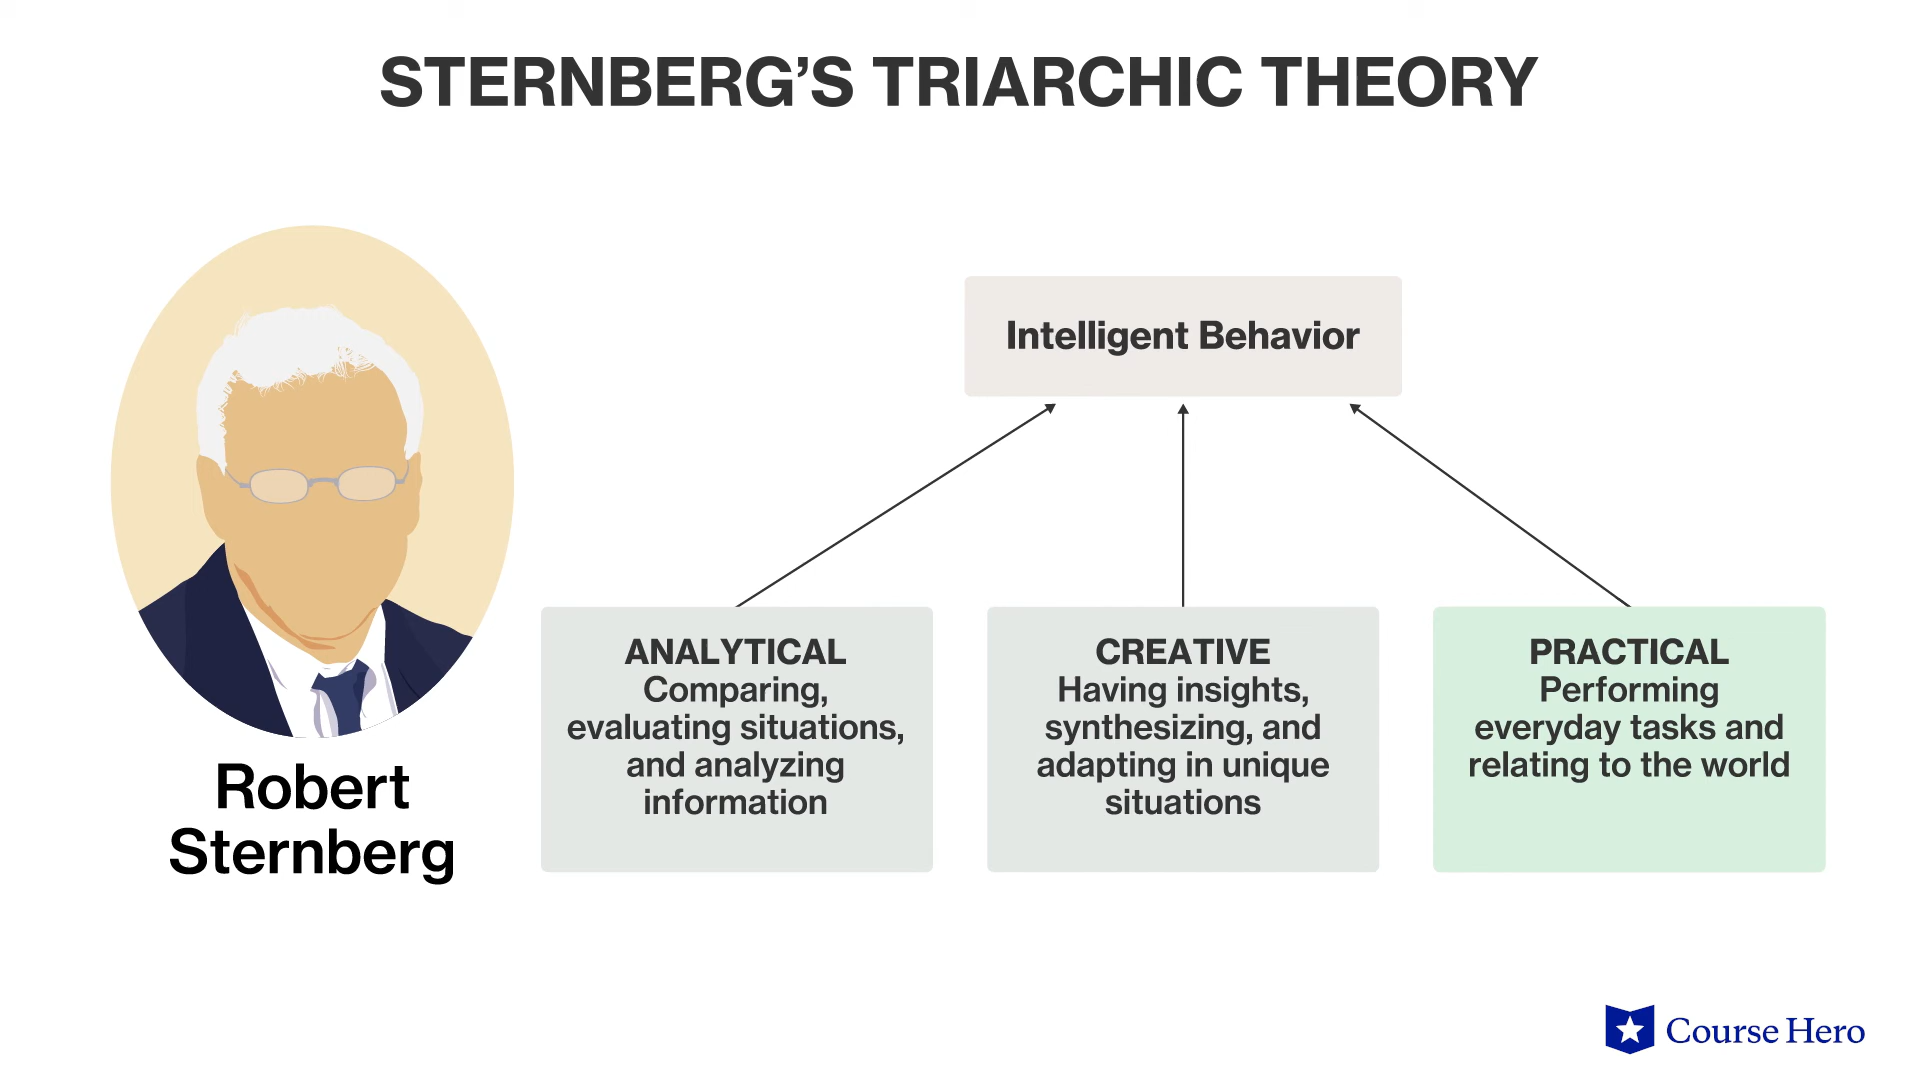 STERNBERG’S TRIARCHIC THEORY
Intelligent Behavior
ANALYTICAL
Comparing,
evaluating situations,
and analyzing
information
CREATIVE
Having insights,
synthesizing, and
adapting in unique
situations
PRACTICAL
Performing
everyday tasks and
relating to the world
Robert
Sternberg
Course Hero